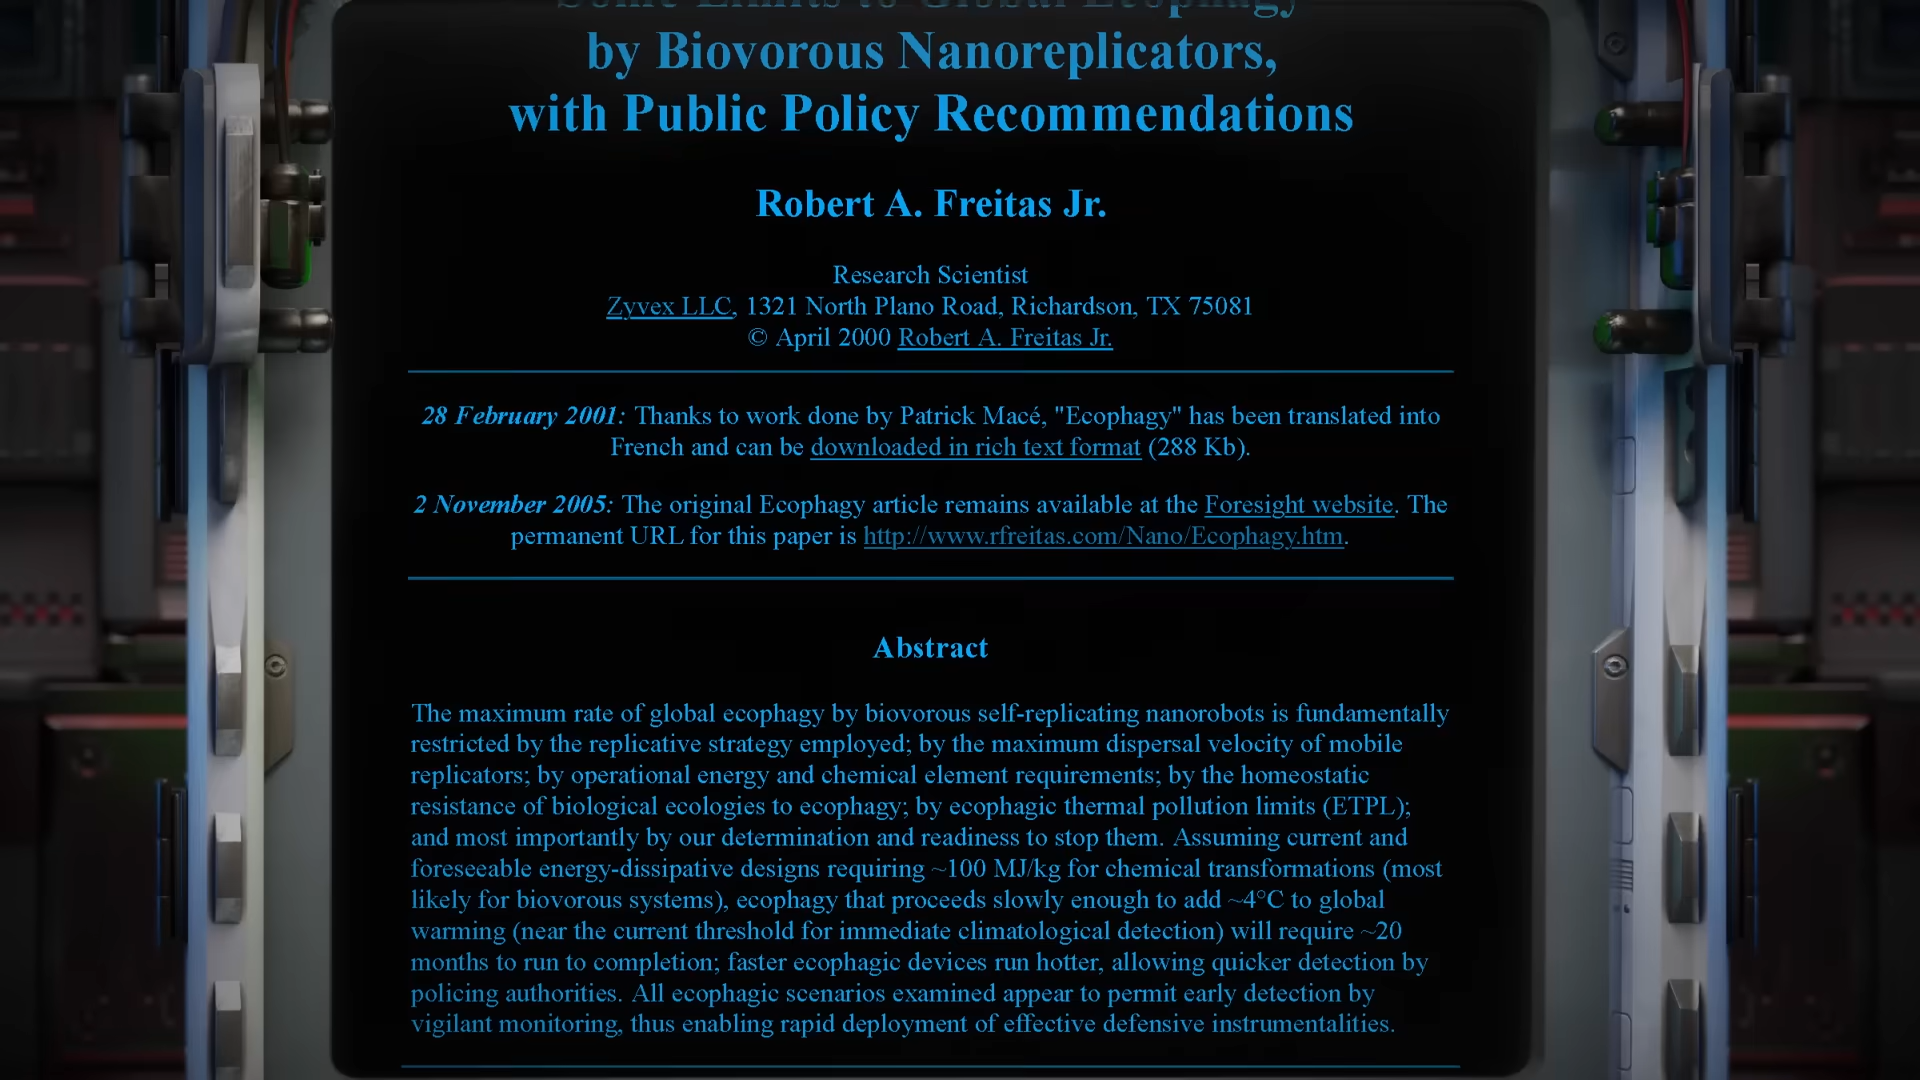 Some Limits to Global Ecophagy
by Biovorous Nanoreplicators,
with Public Policy Recommendations
Robert A. Freitas Jr.
Research Scientist
Zyvex LLC, 1321 North Plano Road, Richardson, TX 75081
© April 2000 Robert A. Freitas Jr.
28 February 2001: Thanks to work done by Patrick Macé, "Ecophagy" has been translated into
French and can be downloaded in rich text format (288 Kb).
2 November 2005: The original Ecophagy article remains available at the Foresight website. The
permanent URL for this paper is http://www.rfreitas.com/Nano/Ecophagy.htm.
Abstract
The maximum rate of global ecophagy by biovorous self-replicating nanorobots is fundamentally
restricted by the replicative strategy employed; by the maximum dispersal velocity of mobile
replicators; by operational energy and chemical element requirements; by the homeostatic
resistance of biological ecologies to ecophagy; by ecophagic thermal pollution limits (ETPL);
and most importantly by our determination and readiness to stop them. Assuming current and
foreseeable energy-dissipative designs requiring ~100 MJ/kg for chemical transformations (most
likely for biovorous systems), ecophagy that proceeds slowly enough to add ~4°C to global
warming (near the current threshold for immediate climatological detection) will require ~20
months to run to completion; faster ecophagic devices run hotter, allowing quicker detection by
policing authorities. All ecophagic scenarios examined appear to permit early detection by
vigilant monitoring, thus enabling rapid deployment of effective defensive instrumentalities.